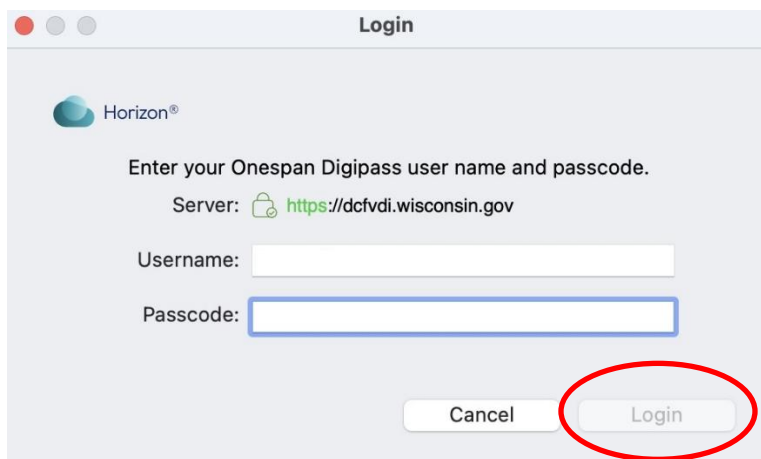 Login
Horizon®
Enter your Onespan Digipass user name and passcode.
Server: https://dcfvdi.wisconsin.gov
Username:
Passcode:
Cancel Login